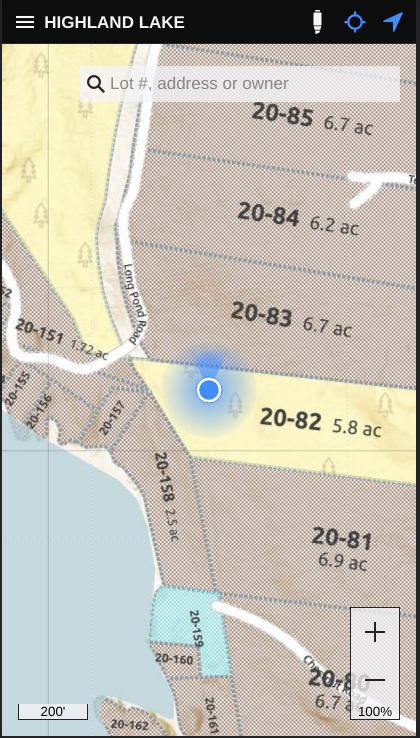 HIGHLAND LAKE
Lot #, address or owner
20-85 6.7 ac
20-84 6.2 ac
Long Pond Road
20-83 6.7 ac
20-151 1.72 ac
20-155
20-156
20-157
20-82 5.8 ac
20-158 2.5 ac
20-81
6.9 ac
20-159
20-160
20-161
20-162
6.7
200'
+
−
100%